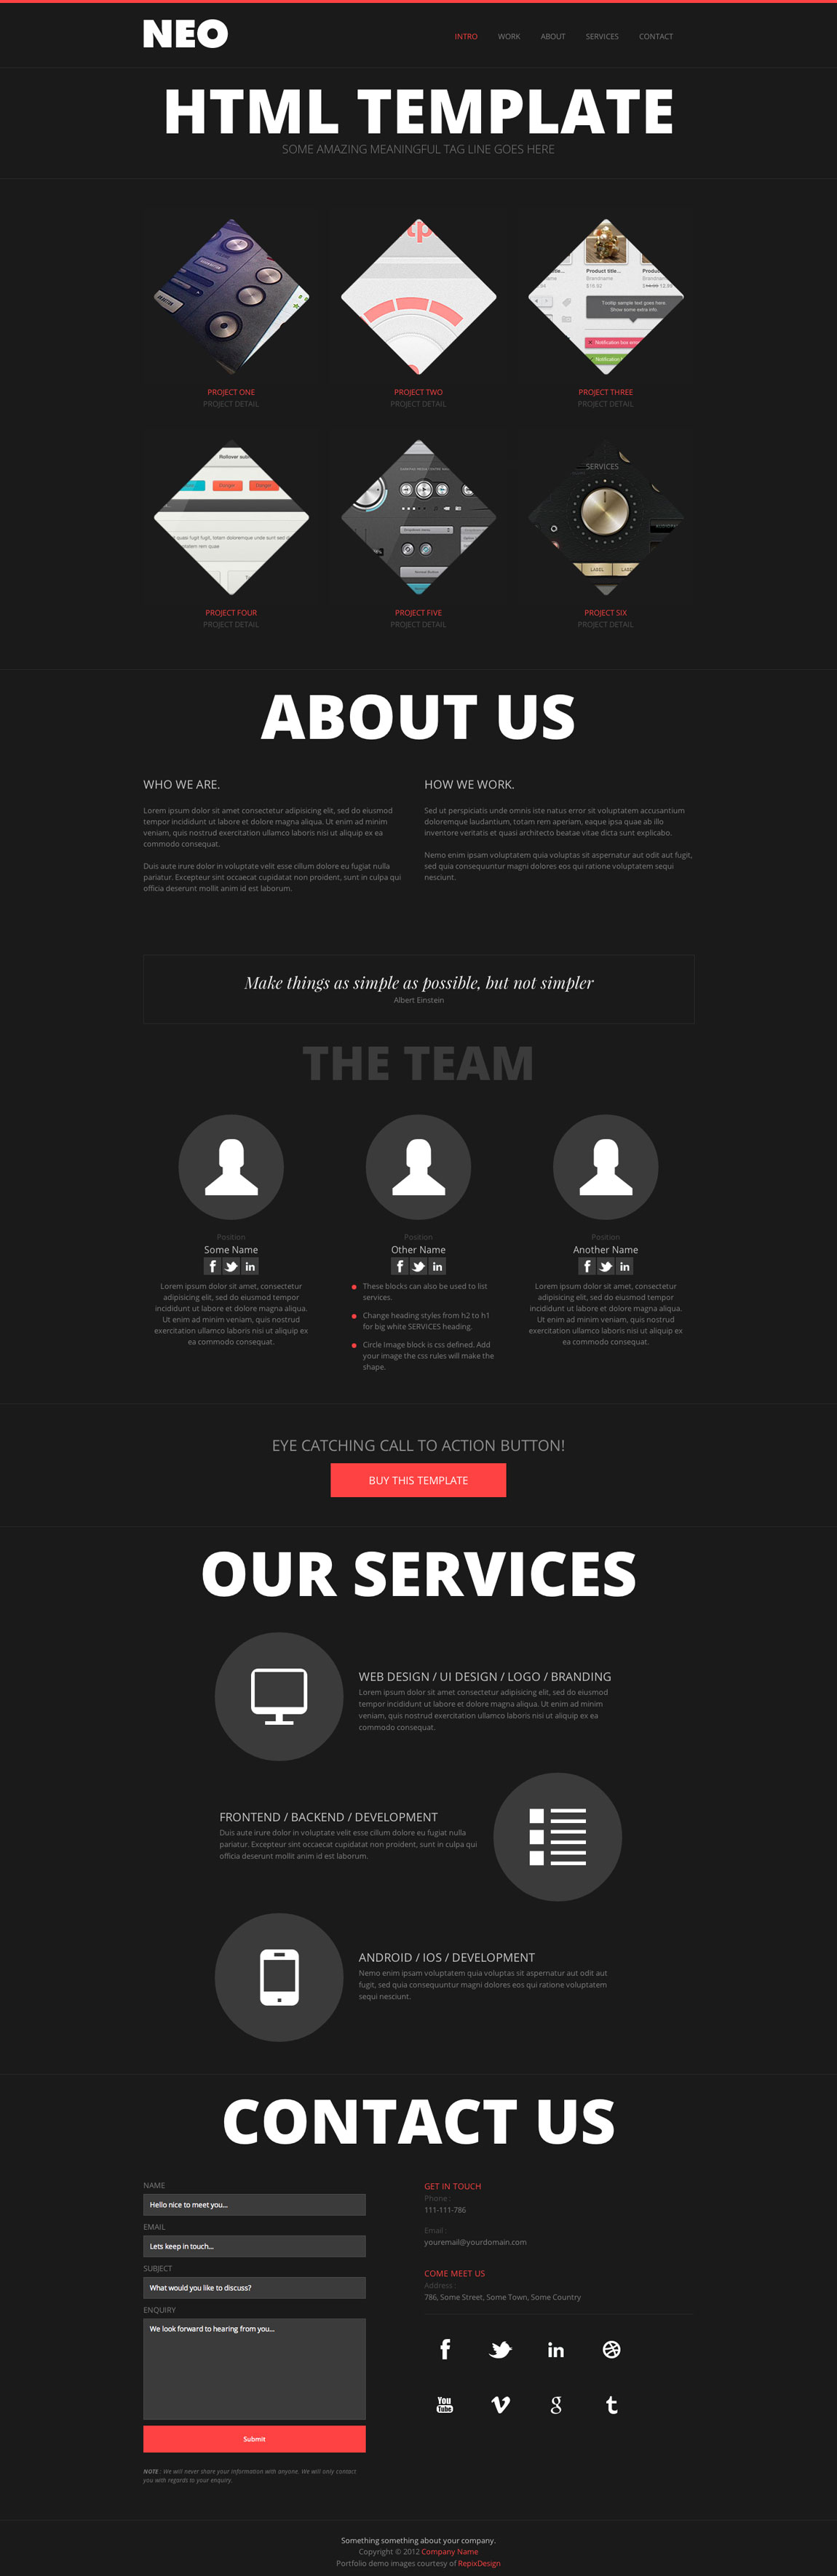 NEO
INTRO WORK ABOUT SERVICES CONTACT
HTML TEMPLATE
SOME AMAZING MEANINGFUL TAG LINE GOES HERE
Product title...
Brandname
Tooltip sample text goes here.
Show some extra info.
PROJECT ONE
PROJECT DETAIL
PROJECT TWO
PROJECT DETAIL
PROJECT THREE
PROJECT DETAIL
Danger
Danger
SERVICES
LABEL
PROJECT FOUR
PROJECT DETAIL
PROJECT FIVE
PROJECT DETAIL
PROJECT SIX
PROJECT DETAIL
ABOUT US
WHO WE ARE.
Lorem ipsum dolor sit amet consectetur adipisicing elit, sed do eiusmod
tempor incididunt ut labore et dolore magna aliqua. Ut enim ad minim
veniam, quis nostrud exercitation ullamco laboris nisi ut aliquip ex ea
commodo consequat.
Duis aute irure dolor in voluptate velit esse cillum dolore eu fugiat nulla
pariatur. Excepteur sint occaecat cupidatat non proident, sunt in culpa qui
officia deserunt mollit anim id est laborum.
HOW WE WORK.
Sed ut perspiciatis unde omnis iste natus error sit voluptatem accusantium
doloremque laudantium, totam rem aperiam, eaque ipsa quae ab illo
inventore veritatis et quasi architecto beatae vitae dicta sunt explicabo.
Nemo enim ipsam voluptatem quia voluptas sit aspernatur aut odit aut fugit,
sed quia consequuntur magni dolores eos qui ratione voluptatem sequi
nesciunt.
Make things as simple as possible, but not simpler
Albert Einstein
THE TEAM
Position
Some Name
Lorem ipsum dolor sit amet, consectetur
adipisicing elit, sed do eiusmod tempor
incididunt ut labore et dolore magna aliqua.
Ut enim ad minim veniam, quis nostrud
exercitation ullamco laboris nisi ut aliquip ex
ea commodo consequat.
Position
Other Name
These blocks can also be used to list
services.
Change heading styles from h2 to h1
for big white SERVICES heading.
Circle Image block is css defined. Add
your image the css rules will make the
shape.
Position
Another Name
Lorem ipsum dolor sit amet, consectetur
adipisicing elit, sed do eiusmod tempor
incididunt ut labore et dolore magna aliqua.
Ut enim ad minim veniam, quis nostrud
exercitation ullamco laboris nisi ut aliquip ex
ea commodo consequat.
EYE CATCHING CALL TO ACTION BUTTON!
BUY THIS TEMPLATE
OUR SERVICES
WEB DESIGN / UI DESIGN / LOGO / BRANDING
Lorem ipsum dolor sit amet consectetur adipisicing elit, sed do eiusmod
tempor incididunt ut labore et dolore magna aliqua. Ut enim ad minim
veniam, quis nostrud exercitation ullamco laboris nisi ut aliquip ex ea
commodo consequat.
FRONTEND / BACKEND / DEVELOPMENT
Duis aute irure dolor in voluptate velit esse cillum dolore eu fugiat nulla
pariatur. Excepteur sint occaecat cupidatat non proident, sunt in culpa qui
officia deserunt mollit anim id est laborum.
ANDROID / IOS / DEVELOPMENT
Nemo enim ipsam voluptatem quia voluptas sit aspernatur aut odit aut
fugit, sed quia consequuntur magni dolores eos qui ratione voluptatem
sequi nesciunt.
CONTACT US
NAME
Hello nice to meet you...
EMAIL
Lets keep in touch...
SUBJECT
What would you like to discuss?
ENQUIRY
We look forward to hearing from you...
Submit
NOTE : We will never share your information with anyone. We will only contact
you with regards to your enquiry.
GET IN TOUCH
Phone :
111-111-786
Email :
youremail@yourdomain.com
COME MEET US
Address :
786, Some Street, Some Town, Some Country
You
Tube
Something something about your company.
Copyright © 2012 Company Name
Portfolio demo images courtesy of RepixDesign